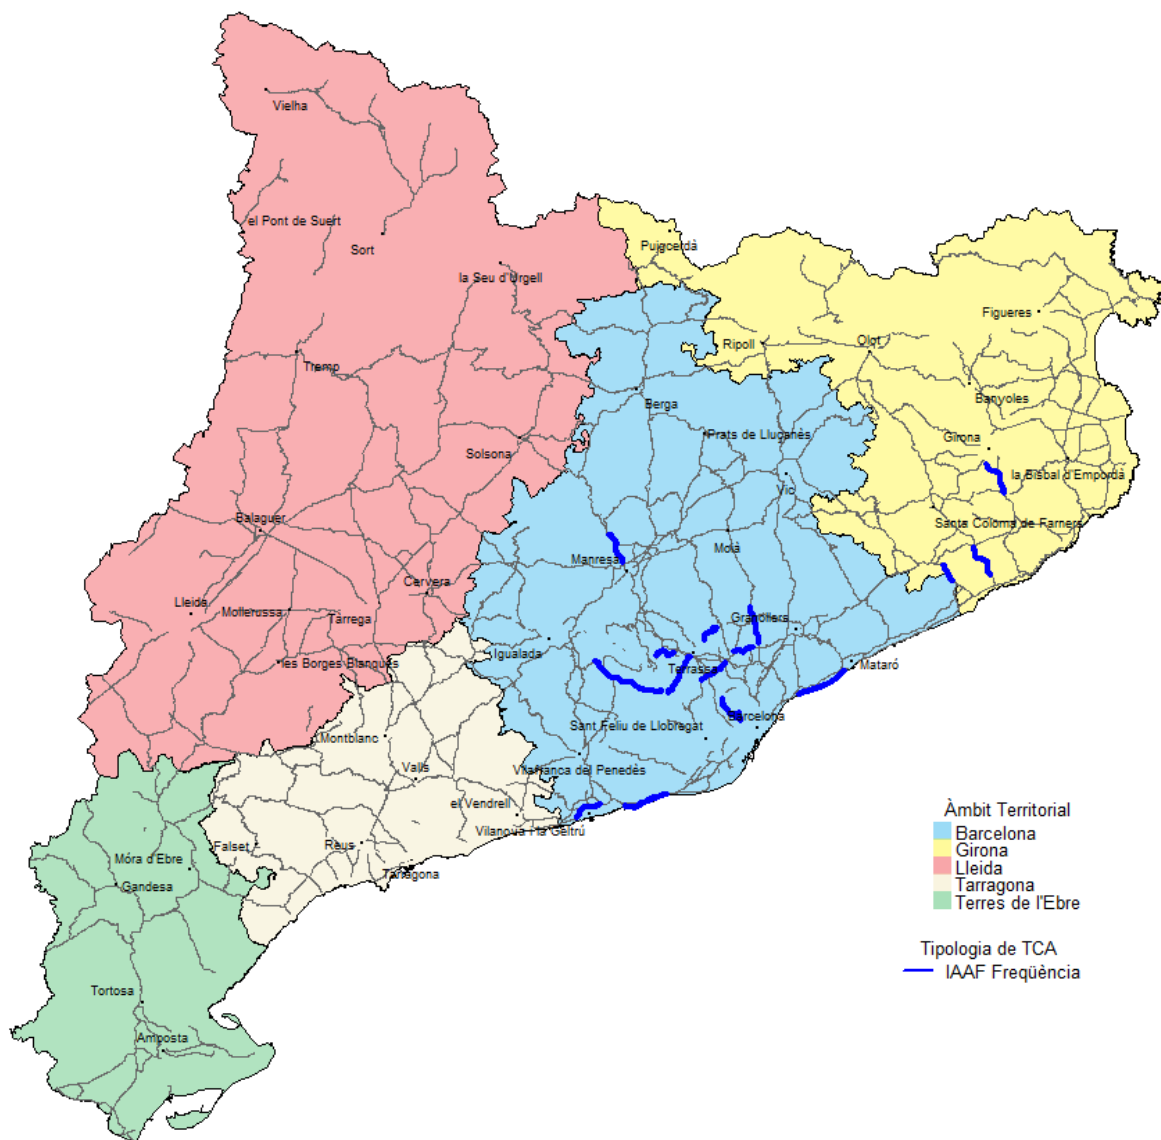 Vielha
el Pont de Suert
Sort
Puigcerdà
la Seu d'Urgell
Figueres
Ripoll
Olot
Tremp
Banyoles
Berga
Prats de Lluçanès
Girona
Solsona
la Bisbal d'Empordà
Vic
Balaguer
Santa Coloma de Farners
Manresa
Moià
Cervera
Lleida
Mollerussa
Tàrrega
Granollers
Igualada
les Borges Blanques
Terrassa
Mataró
Sant Feliu de Llobregat
Barcelona
Montblanc
Valls
Vilafranca del Penedès
el Vendrell
Vilanova i la Geltrú
Falset
Reus
Móra d'Ebre
Tarragona
Gandesa
Tortosa
Amposta
Àmbit Territorial
Barcelona
Girona
Lleida
Tarragona
Terres de l'Ebre
Tipologia de TCA
IAAF Freqüència